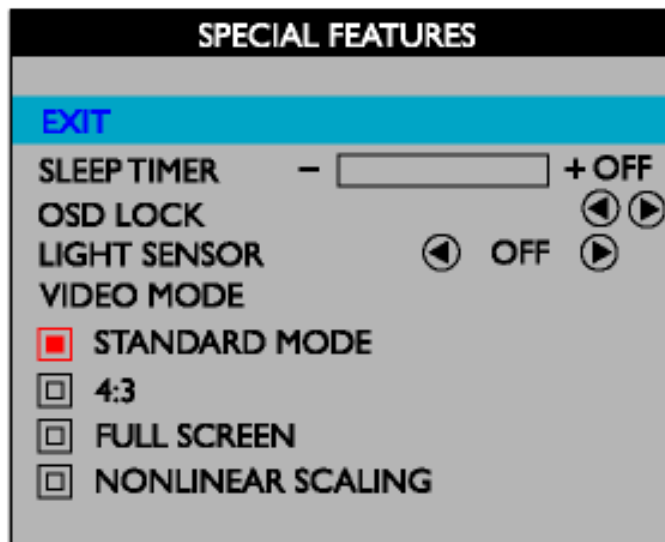 SPECIAL FEATURES
EXIT
SLEEP TIMER - + OFF
OSD LOCK
LIGHT SENSOR OFF
VIDEO MODE
STANDARD MODE
4:3
FULL SCREEN
NONLINEAR SCALING